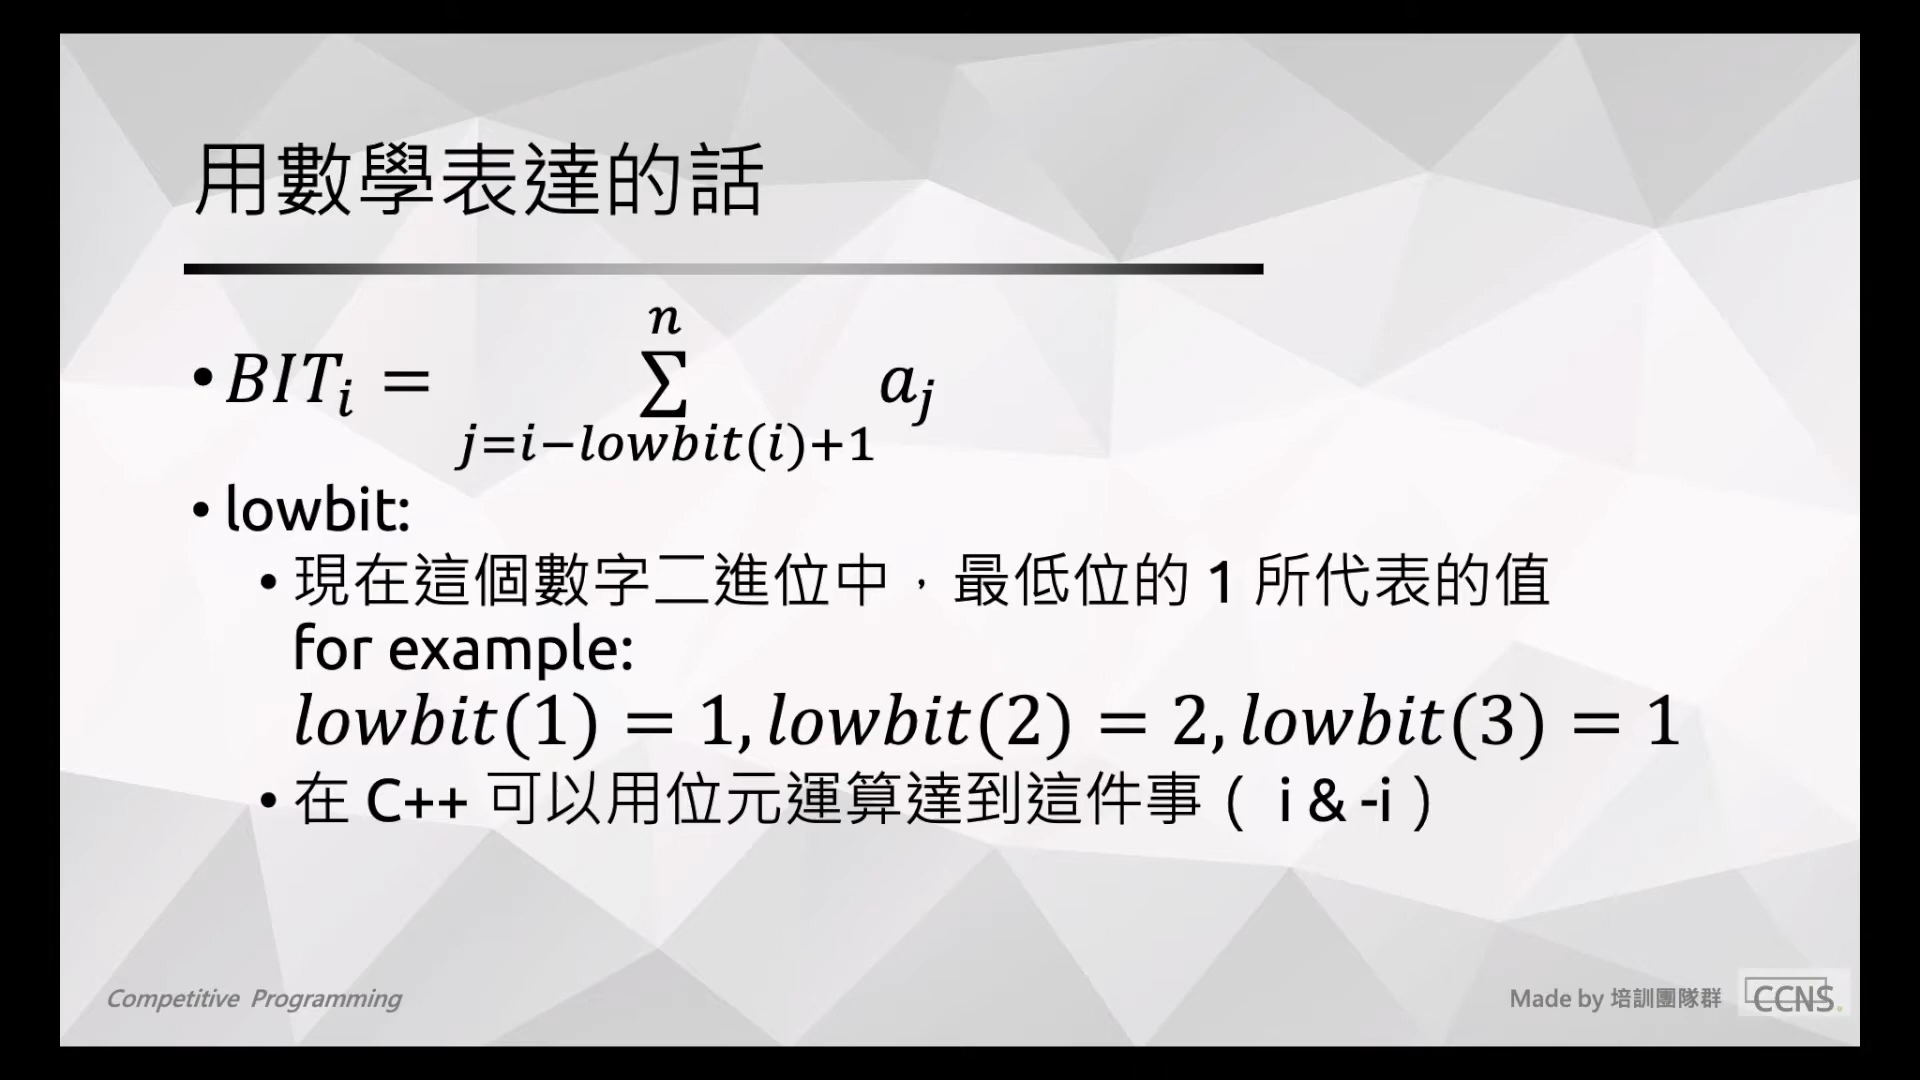 用數學表達的話
• BIT_i = \sum_{j=i−lowbit(i)+1}^{n} a_j
• lowbit:
• 現在這個數字二進位中，最低位的 1 所代表的值
for example:
lowbit(1) = 1, lowbit(2) = 2, lowbit(3) = 1
• 在 C++ 可以用位元運算達到這件事（ i & -i ）
Competitive Programming
Made by 培訓團隊群
CCNS.